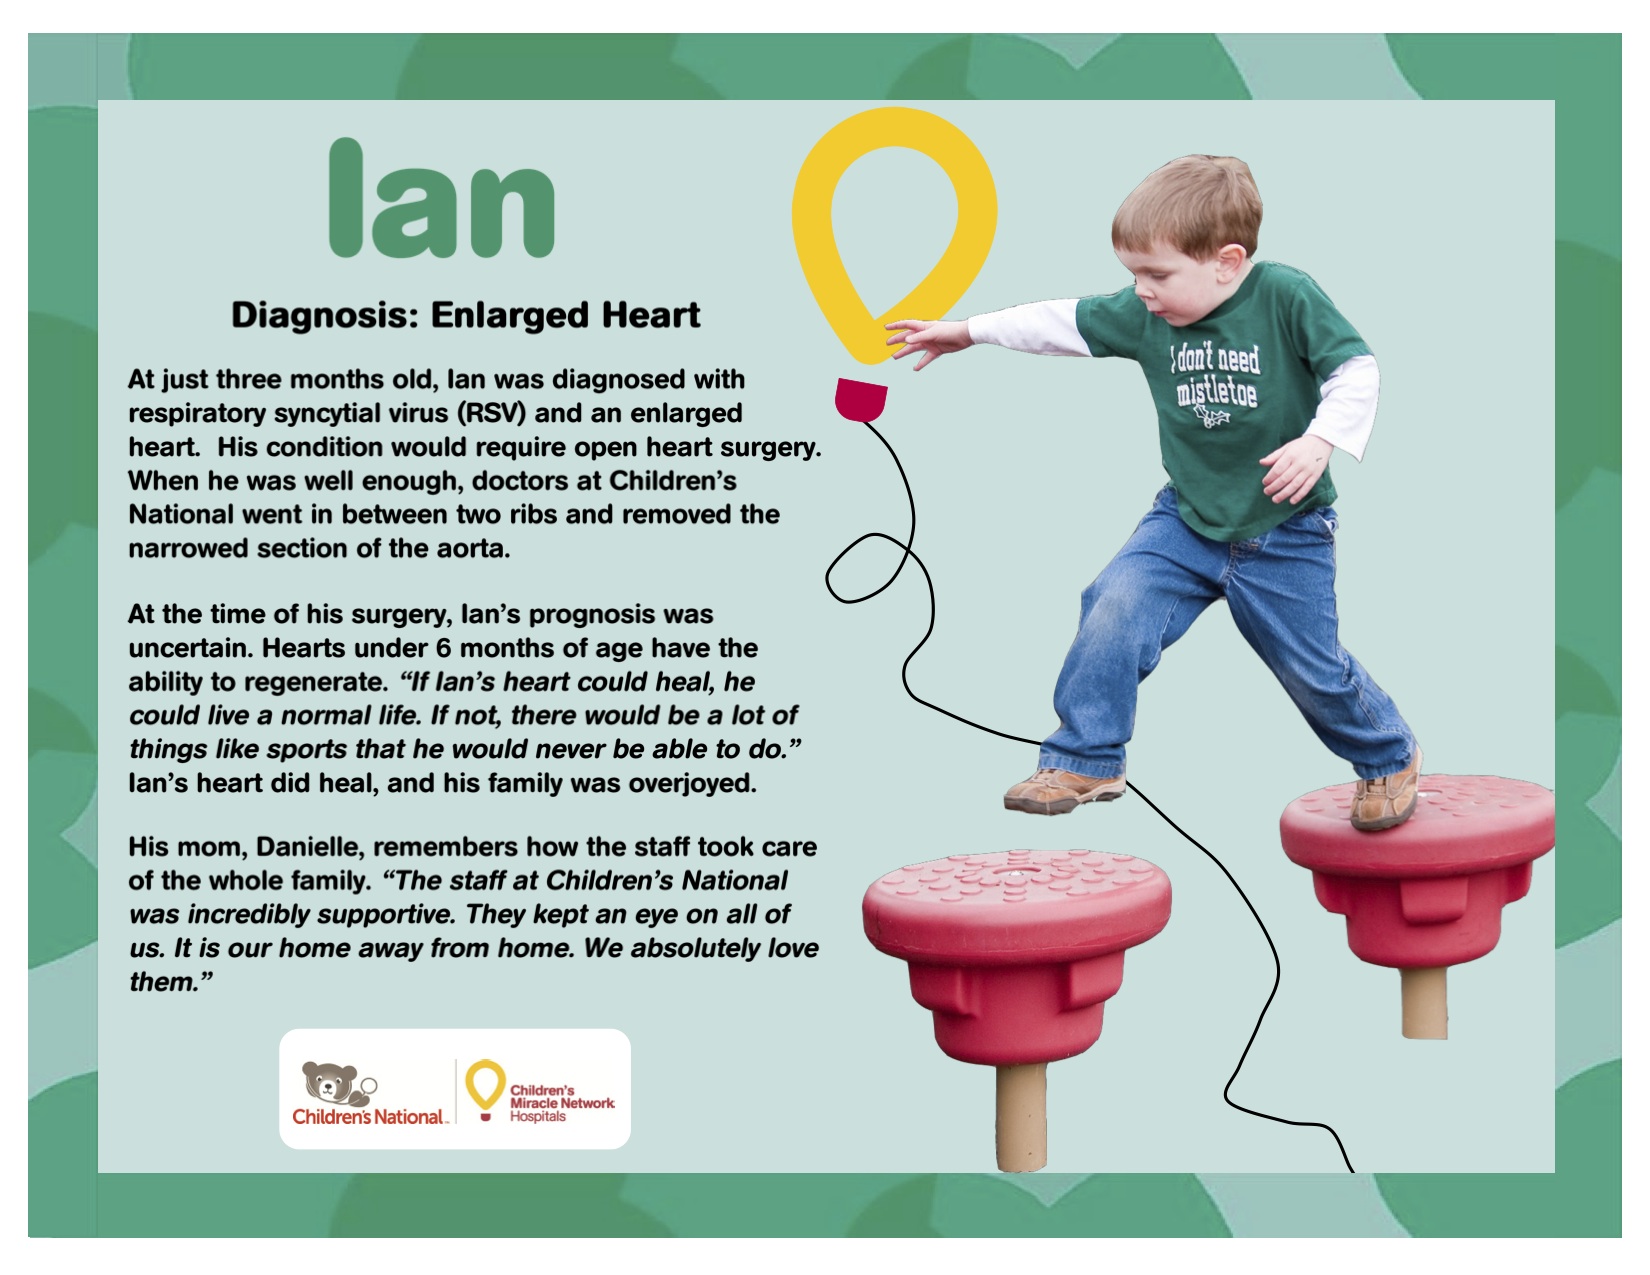 Ian
Diagnosis: Enlarged Heart
At just three months old, Ian was diagnosed with
respiratory syncytial virus (RSV) and an enlarged
heart.  His condition would require open heart surgery.
When he was well enough, doctors at Children’s
National went in between two ribs and removed the
narrowed section of the aorta.
At the time of his surgery, Ian’s prognosis was
uncertain. Hearts under 6 months of age have the
ability to regenerate. “If Ian’s heart could heal, he
could live a normal life. If not, there would be a lot of
things like sports that he would never be able to do.”
Ian’s heart did heal, and his family was overjoyed.
His mom, Danielle, remembers how the staff took care
of the whole family. “The staff at Children’s National
was incredibly supportive. They kept an eye on all of
us. It is our home away from home. We absolutely love
them.”
I don't need
mistletoe
Children's National™
Children's
Miracle Network
Hospitals